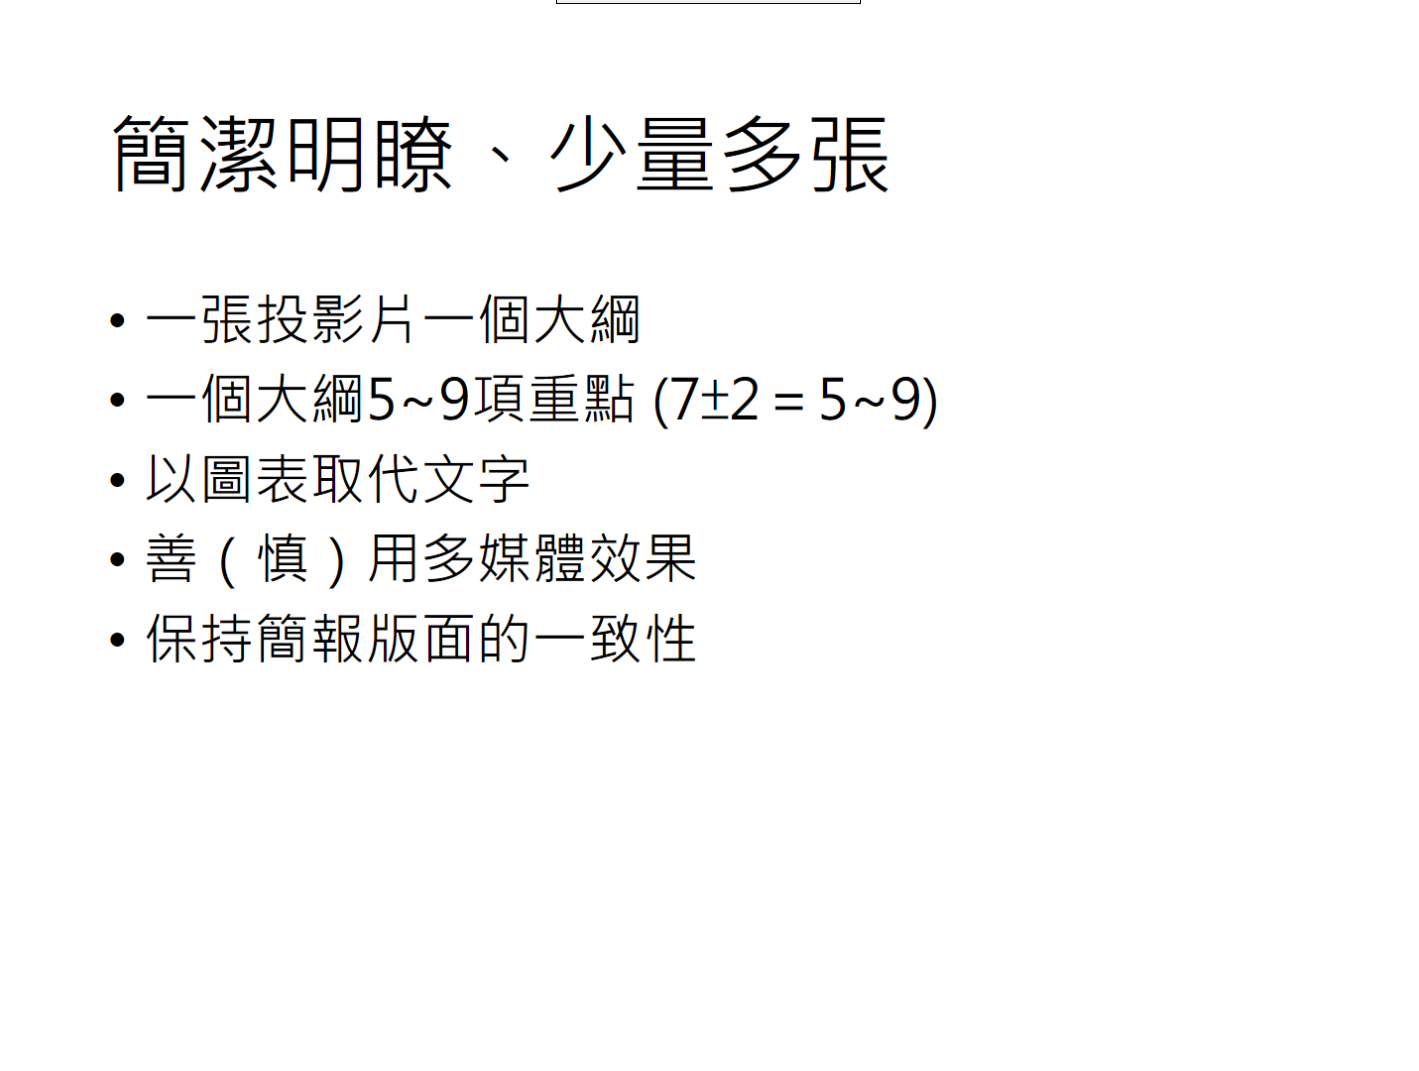 簡潔明瞭、少量多張
• 一張投影片一個大綱
• 一個大綱5~9項重點 (7±2 = 5~9)
• 以圖表取代文字
• 善（慎）用多媒體效果
• 保持簡報版面的一致性